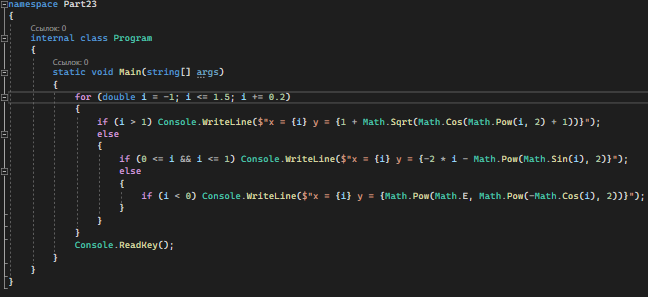 namespace Part23
{
Ссылок: 0
internal class Program
{
Ссылок: 0
static void Main(string[] args)
{
for (double i = -1; i <= 1.5; i += 0.2)
{
if (i > 1) Console.WriteLine($"x = {i} y = {1 + Math.Sqrt(Math.Cos(Math.Pow(i, 2) + 1))}");
else
{
if (0 <= i && i <= 1) Console.WriteLine($"x = {i} y = {-2 * i - Math.Pow(Math.Sin(i), 2)}");
else
{
if (i < 0) Console.WriteLine($"x = {i} y = {Math.Pow(Math.E, Math.Pow(-Math.Cos(i), 2))}");
}
}
}
Console.ReadKey();
}
}
}